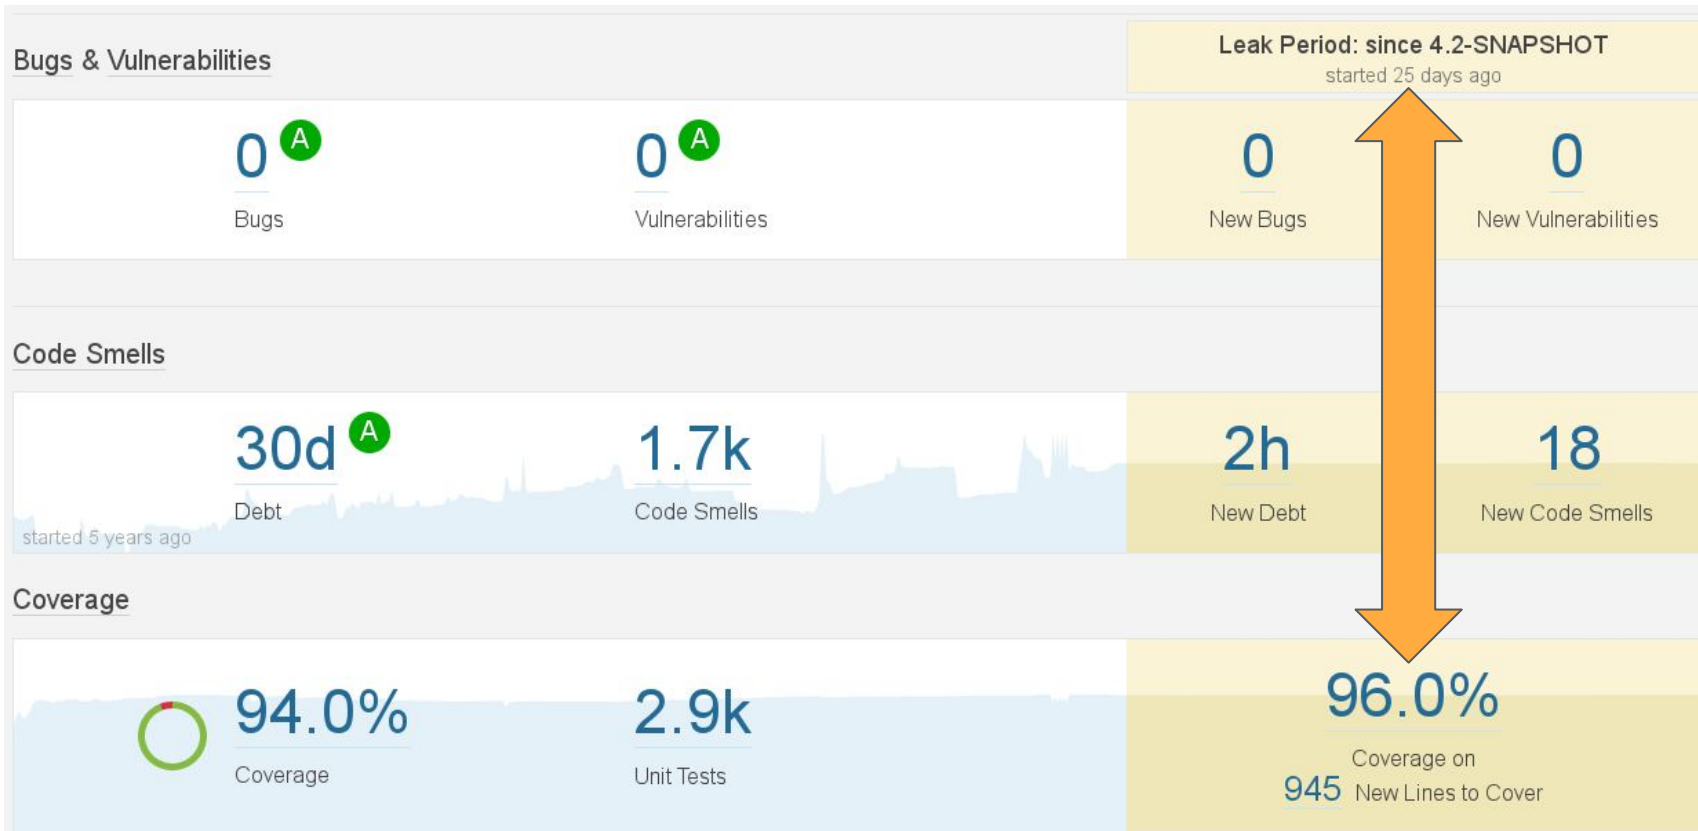 Bugs & Vulnerabilities
Leak Period: since 4.2-SNAPSHOT
started 25 days ago
0 A
0 A
0
0
Bugs
Vulnerabilities
New Bugs
New Vulnerabilities
Code Smells
30d A
1.7k
2h
18
Debt
Code Smells
New Debt
New Code Smells
started 5 years ago
Coverage
94.0%
2.9k
96.0%
Coverage
Unit Tests
Coverage on
945 New Lines to Cover